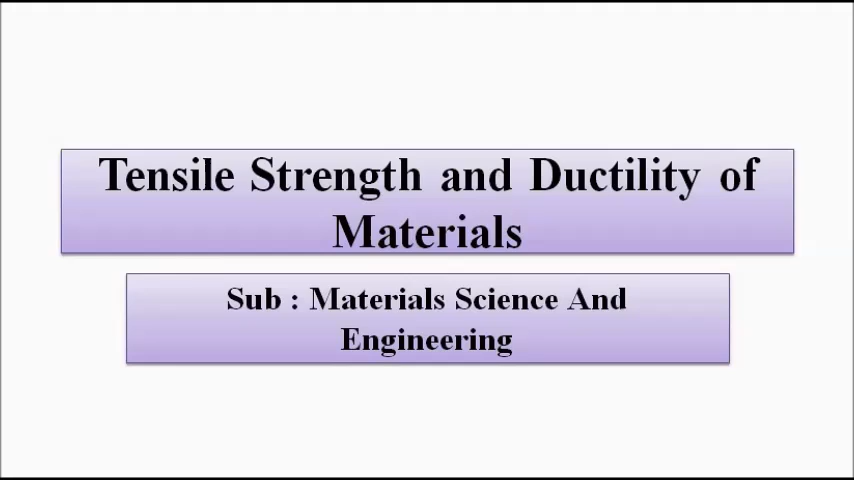 Tensile Strength and Ductility of
Materials
Sub : Materials Science And
Engineering